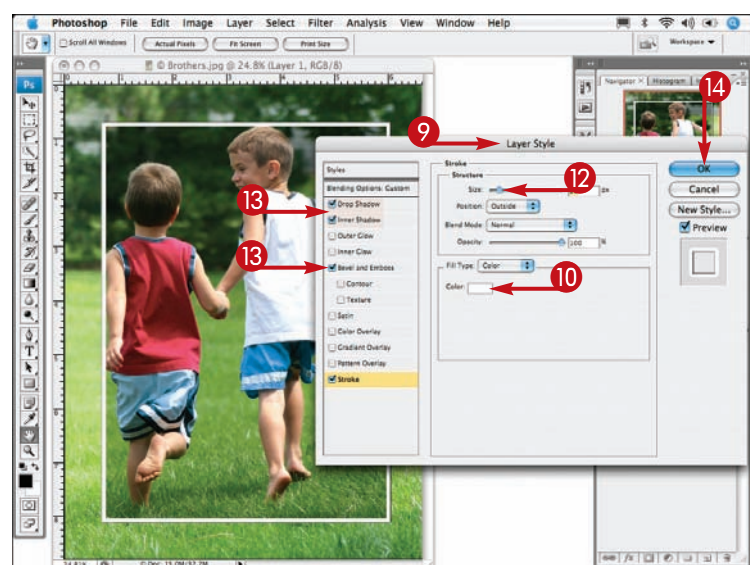 Photoshop File Edit Image Layer Select Filter Analysis View Window Help
Scroll All Windows Actual Pixels Fit Screen Print Size Workspace
© Brothers.jpg @ 24.8% (Layer 1, RGB/8)
Ps
Navigator × Histogram
14
9
Layer Style
Styles
Blending Options: Custom
13
Drop Shadow
Inner Shadow
Outer Glow
Inner Glow
13
Bevel and Emboss
Contour
Texture
Satin
Color Overlay
Gradient Overlay
Pattern Overlay
Stroke
Stroke
Structure
Size: px
12
Position: Outside
Blend Mode: Normal
Opacity: 100 %
Fill Type: Color
Color:
10
OK
Cancel
New Style...
Preview